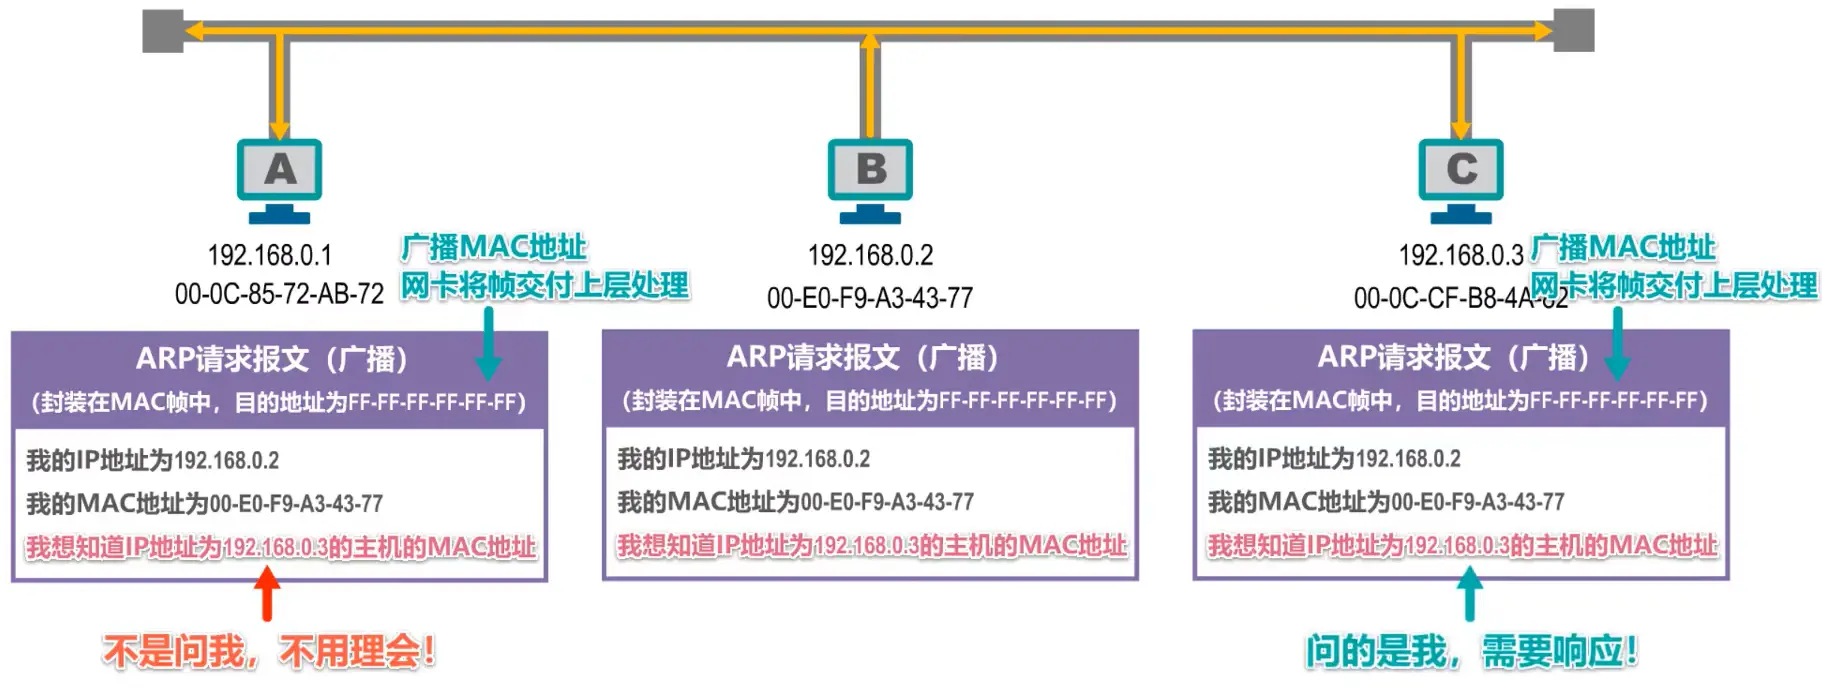 A
B
C
192.168.0.1
00-0C-85-72-AB-72
广播MAC地址
网卡将帧交付上层处理
192.168.0.2
00-E0-F9-A3-43-77
192.168.0.3
00-0C-CF-B8-4A-82
广播MAC地址
网卡将帧交付上层处理
ARP请求报文（广播）
（封装在MAC帧中，目的地址为FF-FF-FF-FF-FF-FF）
我的IP地址为192.168.0.2
我的MAC地址为00-E0-F9-A3-43-77
我想知道IP地址为192.168.0.3的主机的MAC地址
不是问我，不用理会！
ARP请求报文（广播）
（封装在MAC帧中，目的地址为FF-FF-FF-FF-FF-FF）
我的IP地址为192.168.0.2
我的MAC地址为00-E0-F9-A3-43-77
我想知道IP地址为192.168.0.3的主机的MAC地址
ARP请求报文（广播）
（封装在MAC帧中，目的地址为FF-FF-FF-FF-FF-FF）
我的IP地址为192.168.0.2
我的MAC地址为00-E0-F9-A3-43-77
我想知道IP地址为192.168.0.3的主机的MAC地址
问的是我，需要响应！